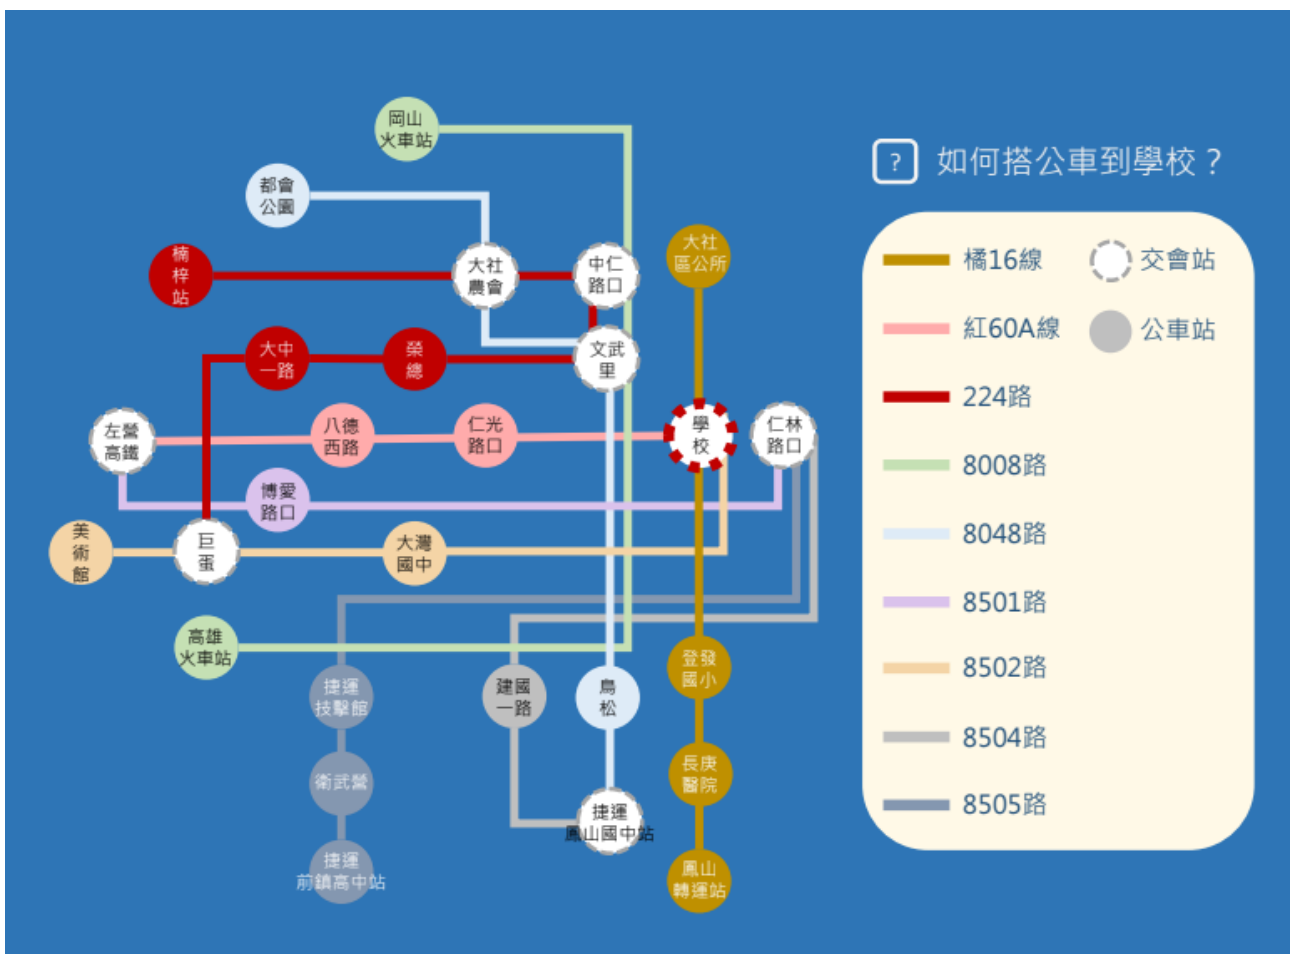 岡山
火車站
都會
公園
楠
梓
站
大社
農會
中仁
路口
大社
區公所
大中
一路
榮
總
文武
里
左營
高鐵
八德
西路
仁光
路口
學
校
仁林
路口
博愛
路口
美
術
館
巨
蛋
大灣
國中
高雄
火車站
登發
國小
捷運
技擊館
建國
一路
鳥
松
長庚
醫院
衛武營
捷運
鳳山國中站
捷運
前鎮高中站
鳳山
轉運站
? 如何搭公車到學校？
橘16線
交會站
紅60A線
公車站
224路
8008路
8048路
8501路
8502路
8504路
8505路